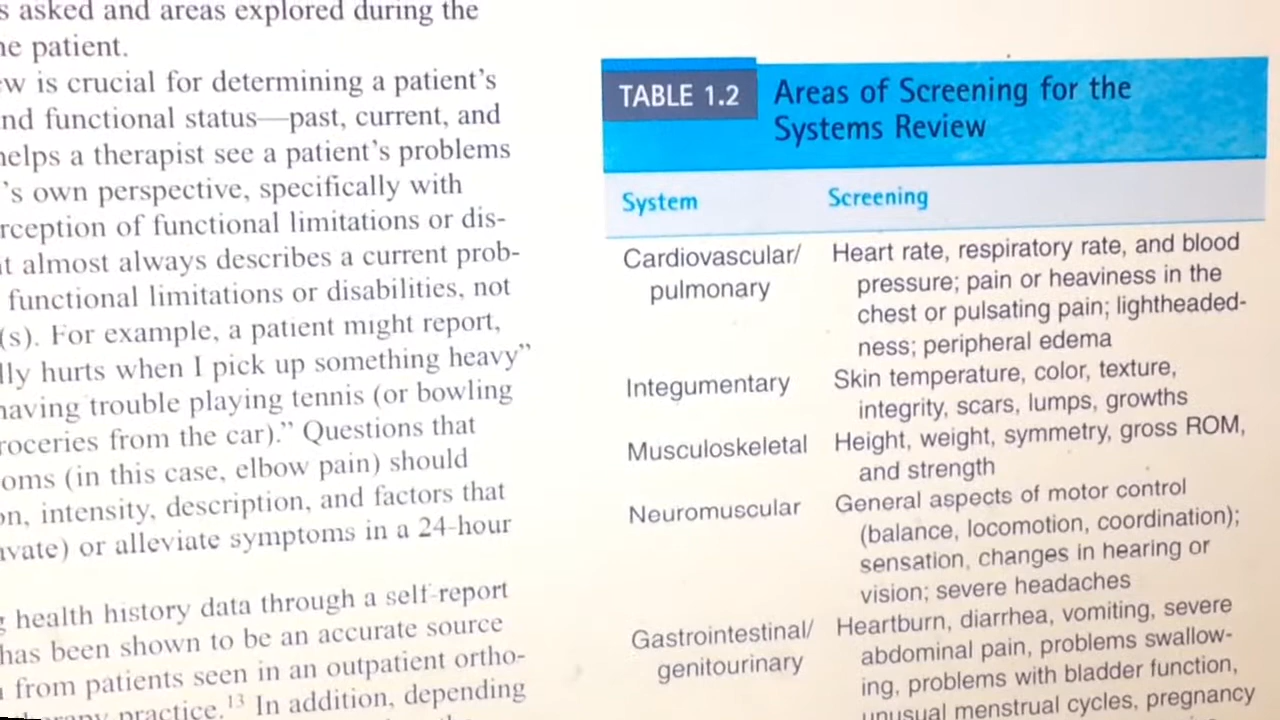 asked and areas explored during the
patient.
is crucial for determining a patient's
functional status—past, current, and
helps a therapist see a patient's problems
's own perspective, specifically with
of functional limitations or dis-
almost always describes a current prob-
functional limitations or disabilities, not
(s). For example, a patient might report,
hurts when I pick up something heavy"
having trouble playing tennis (or bowling
from the car)." Questions that
(in this case, elbow pain) should
intensity, description, and factors that
or alleviate symptoms in a 24-hour
health history data through a self-report
has been shown to be an accurate source
from patients seen in an outpatient ortho-
practice.13 In addition, depending
TABLE 1.2 Areas of Screening for the
Systems Review
System Screening
Cardiovascular/ Heart rate, respiratory rate, and blood
pulmonary pressure; pain or heaviness in the
chest or pulsating pain; lightheaded-
ness; peripheral edema
Integumentary Skin temperature, color, texture,
integrity, scars, lumps, growths
Musculoskeletal Height, weight, symmetry, gross ROM,
and strength
Neuromuscular General aspects of motor control
(balance, locomotion, coordination);
sensation, changes in hearing or
vision; severe headaches
Gastrointestinal/ Heartburn, diarrhea, vomiting, severe
genitourinary abdominal pain, problems swallow-
ing, problems with bladder function,
unusual menstrual cycles, pregnancy